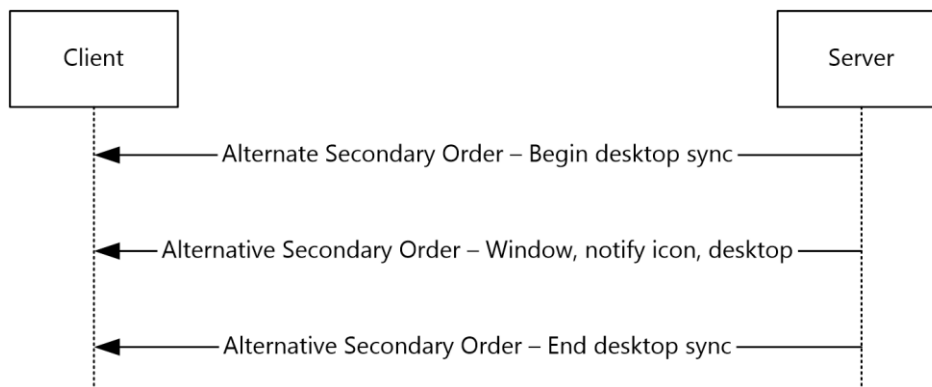 Client
Server
Alternate Secondary Order – Begin desktop sync
Alternative Secondary Order – Window, notify icon, desktop
Alternative Secondary Order – End desktop sync